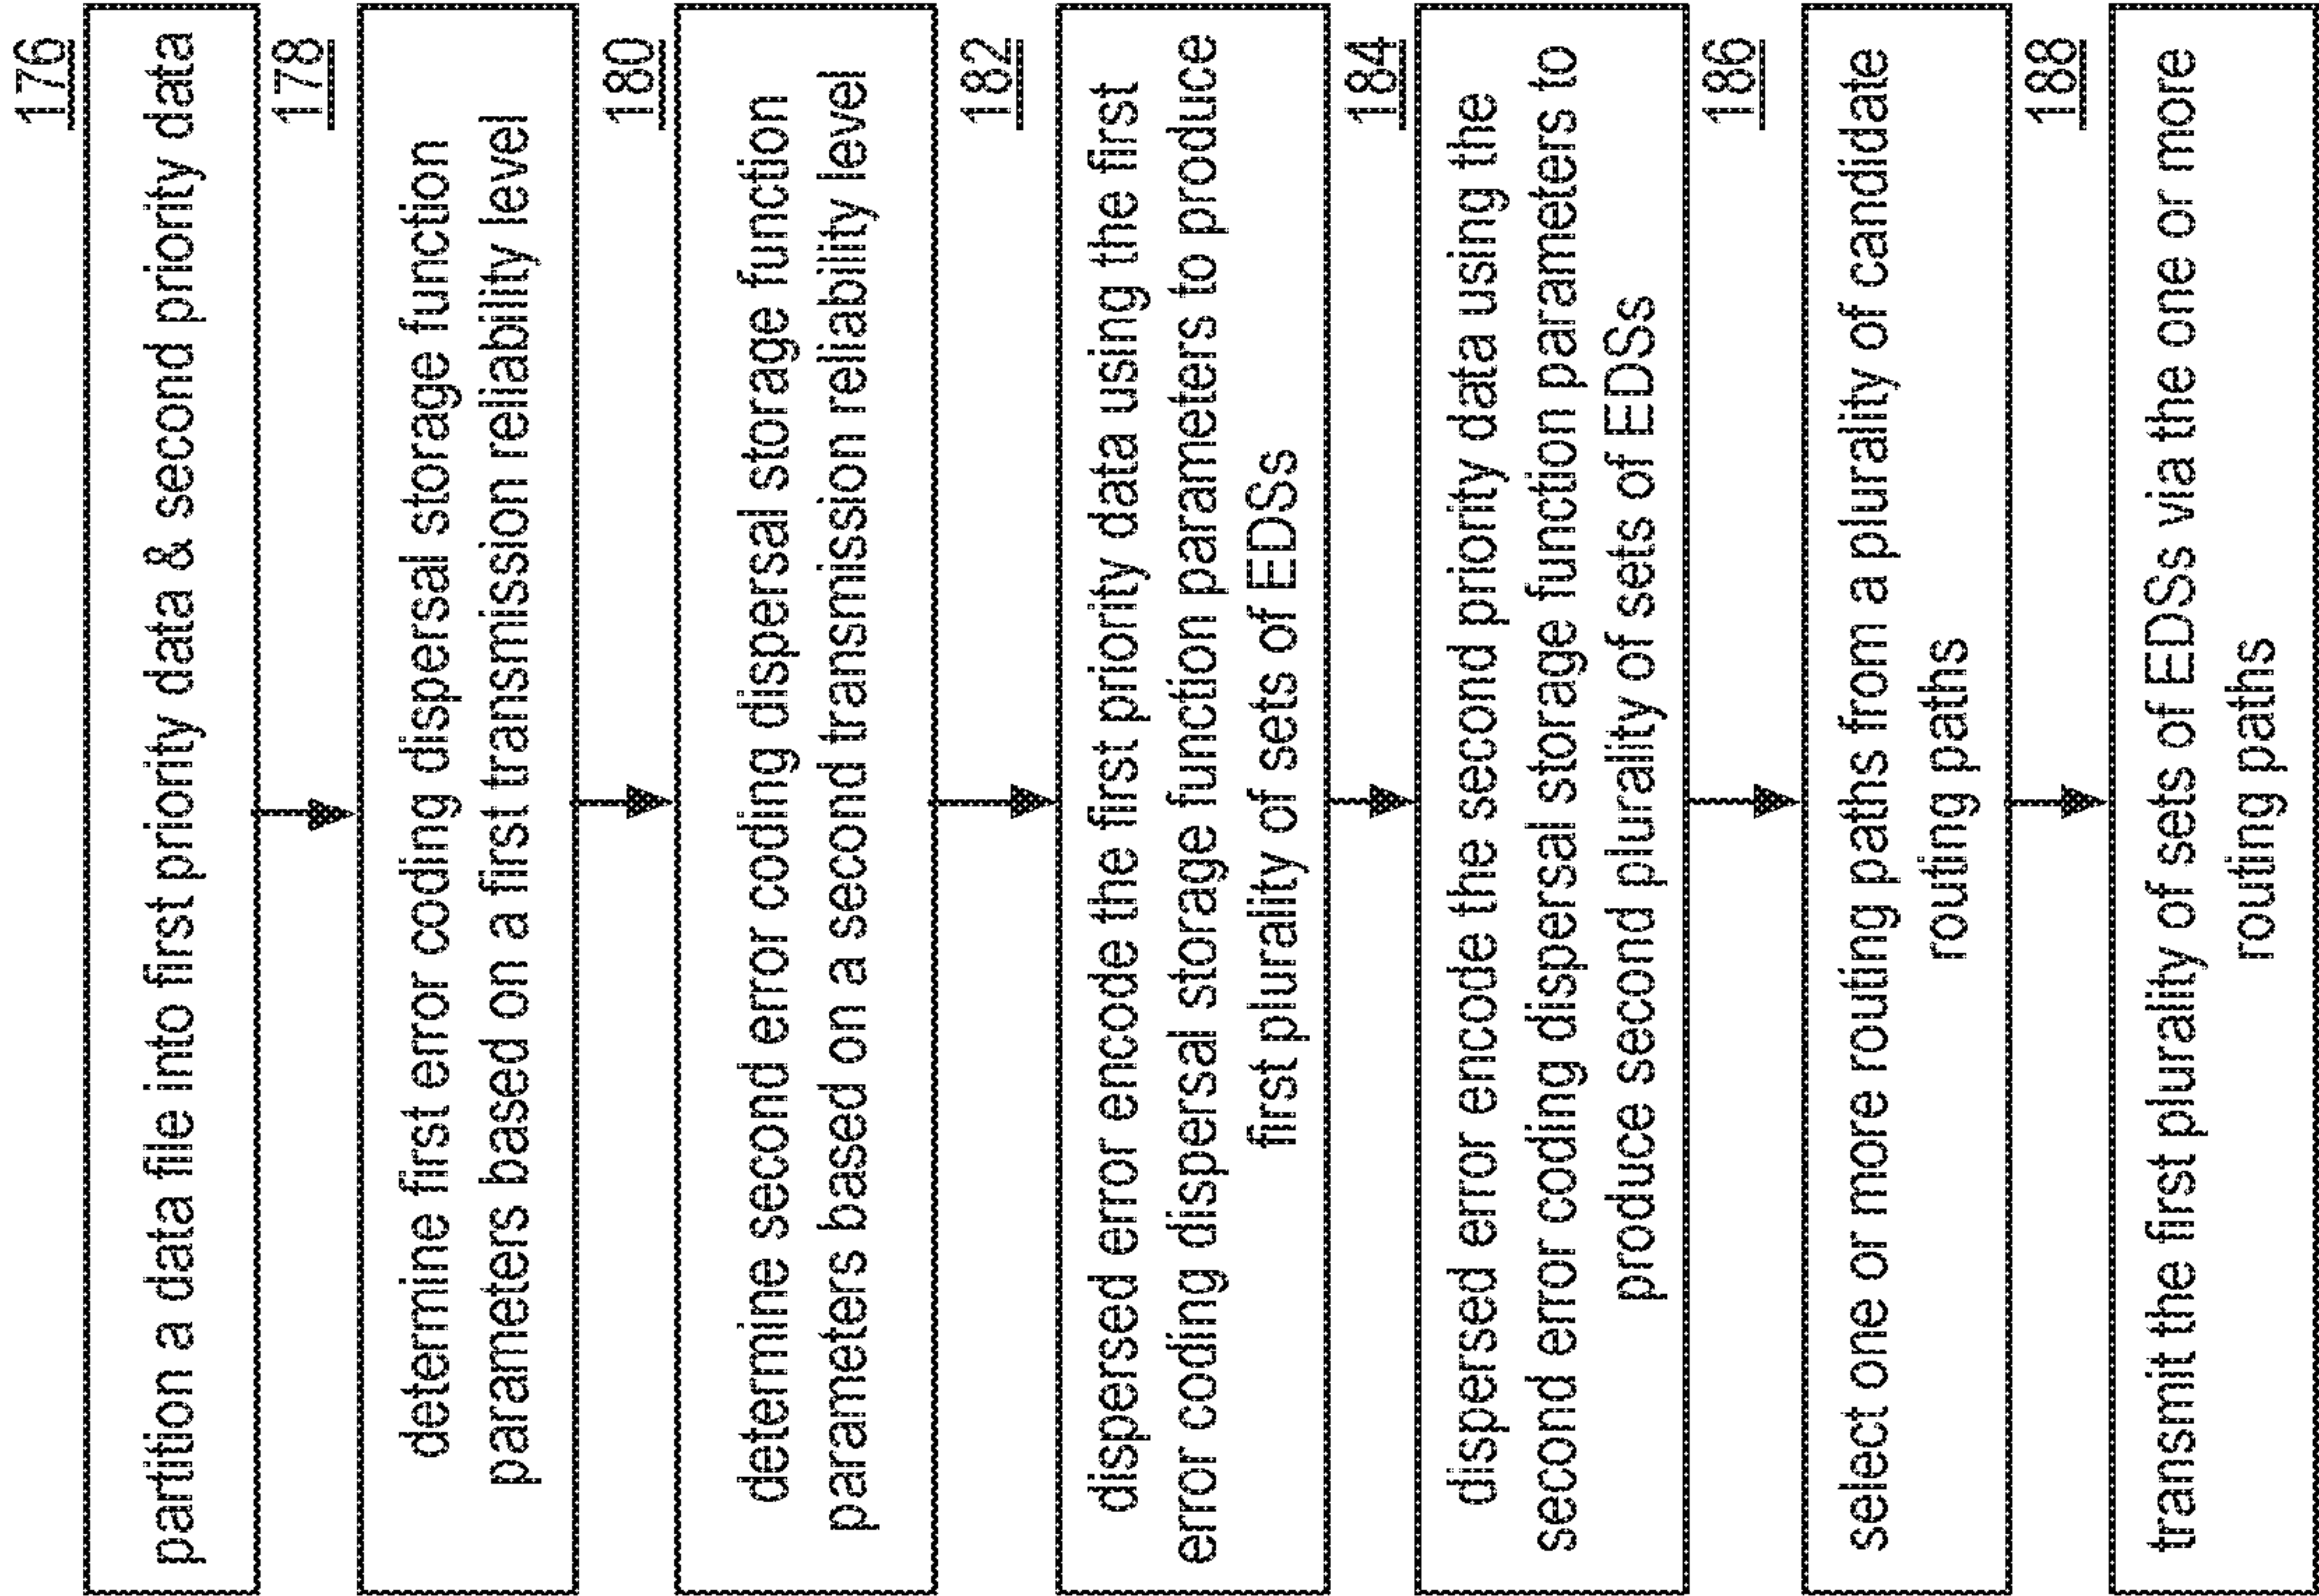 176
partition a data file into first priority data & second priority data
178
determine first error coding dispersal storage function
parameters based on a first transmission reliability level
180
determine second error coding dispersal storage function
parameters based on a second transmission reliability level
182
dispersed error encode the first priority data using the first
error coding dispersal storage function parameters to produce
first plurality of sets of EDSs
184
dispersed error encode the second priority data using the
second error coding dispersal storage function parameters to
produce second plurality of sets of EDSs
186
select one or more routing paths from a plurality of candidate
routing paths
188
transmit the first plurality of sets of EDSs via the one or more
routing paths